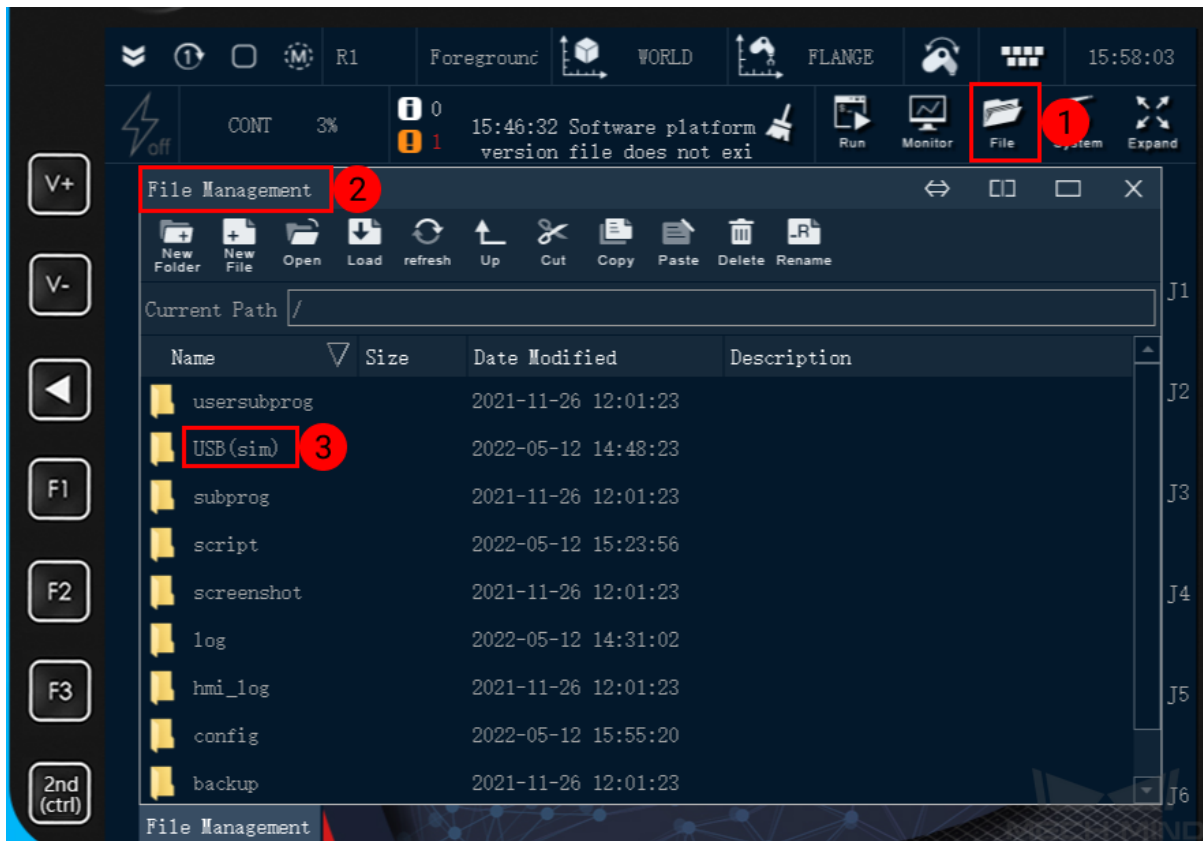 1 M R1 Foreground WORLD FLANGE 15:58:03
off CONT 3% i 0 ! 1 15:46:32 Software platform version file does not exi Run Monitor File 1 Expand
V+
V-
F1
F2
F3
2nd (ctrl)
File Management 2
New Folder New File Open Load refresh Up Cut Copy Paste Delete Rename
Current Path /
Name Size Date Modified Description
usersubprog 2021-11-26 12:01:23
USB(sim) 3 2022-05-12 14:48:23
subprog 2021-11-26 12:01:23
script 2022-05-12 15:23:56
screenshot 2021-11-26 12:01:23
log 2022-05-12 14:31:02
hmi_log 2021-11-26 12:01:23
config 2022-05-12 15:55:20
backup 2021-11-26 12:01:23
J1
J2
J3
J4
J5
J6
File Management